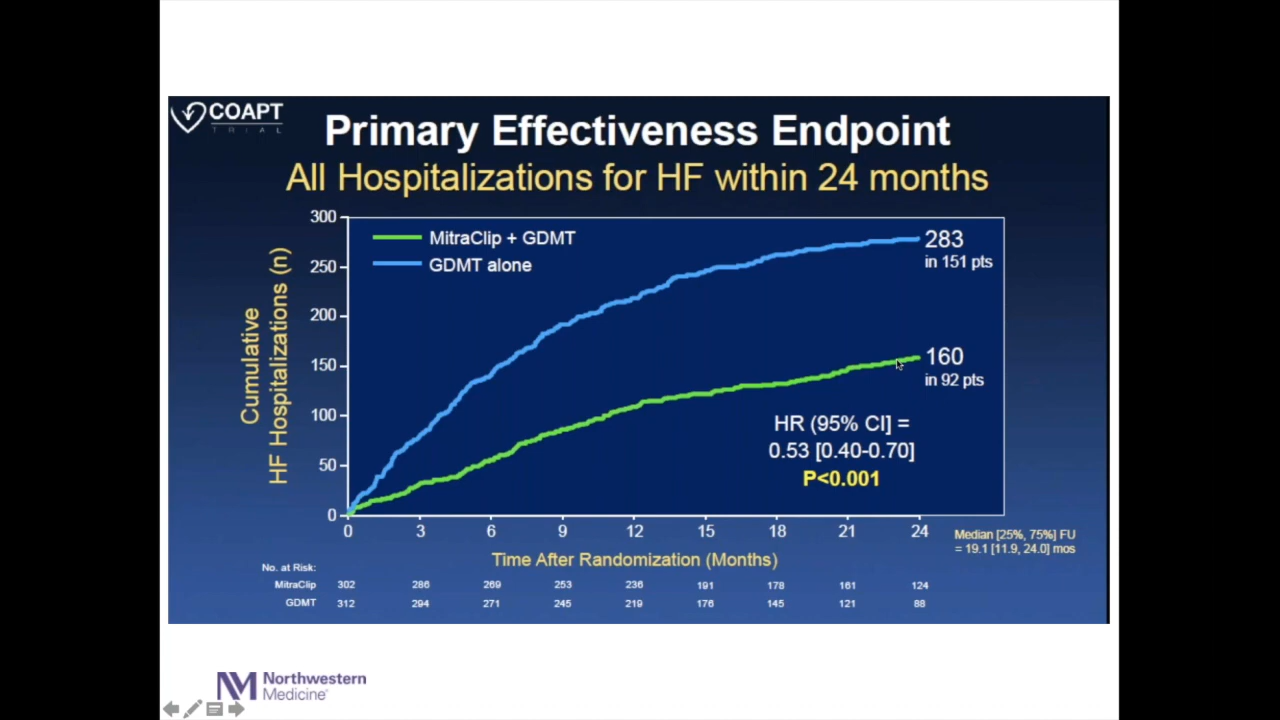 COAPT
TRIAL
Primary Effectiveness Endpoint
All Hospitalizations for HF within 24 months
Cumulative
HF Hospitalizations (n)
300
250
200
150
100
50
0
MitraClip + GDMT
GDMT alone
283
in 151 pts
160
in 92 pts
HR (95% CI] =
0.53 [0.40-0.70]
P<0.001
0 3 6 9 12 15 18 21 24
Time After Randomization (Months)
Median [25%, 75%] FU
= 19.1 [11.9, 24.0] mos
No. at Risk:
MitraClip 302 286 269 253 236 191 178 161 124
GDMT 312 294 271 245 219 176 145 121 88
NM Northwestern
Medicine